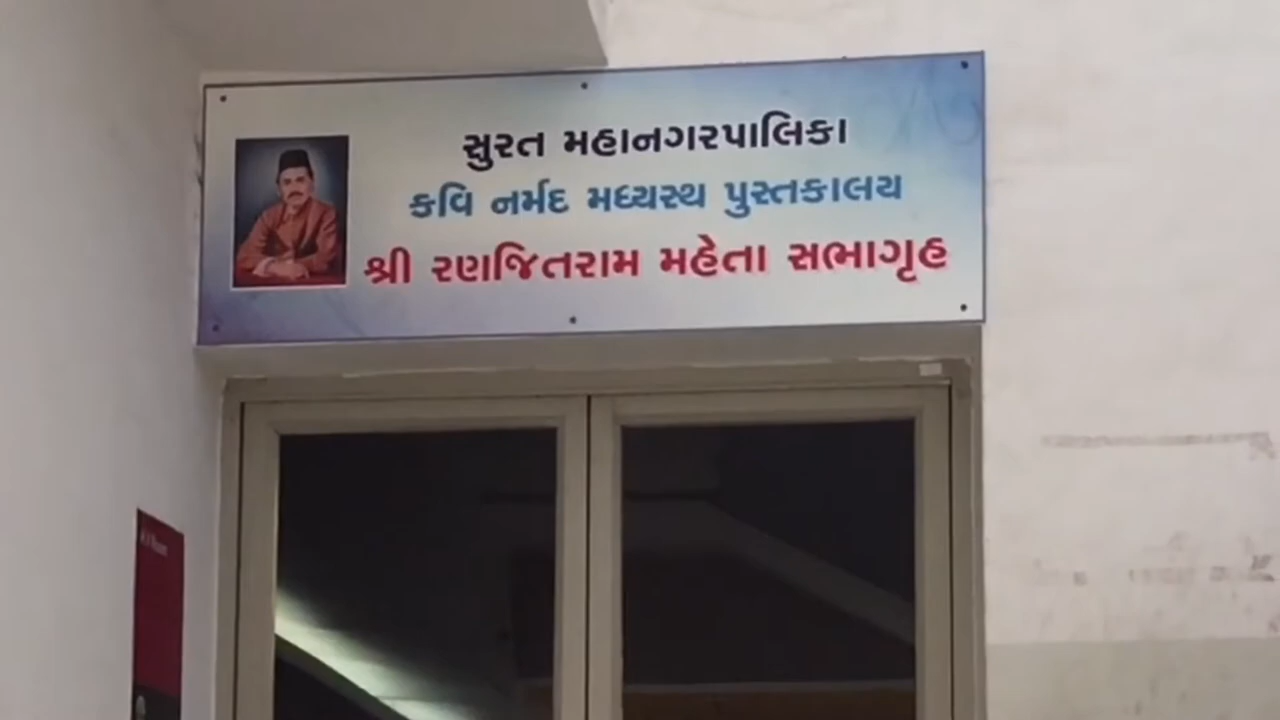 સુરત મહાનગરપાલિકા
કવિ નર્મદ મધ્યસ્થ પુસ્તકાલય
શ્રી રણજિતરામ મહેતા સભાગૃહ